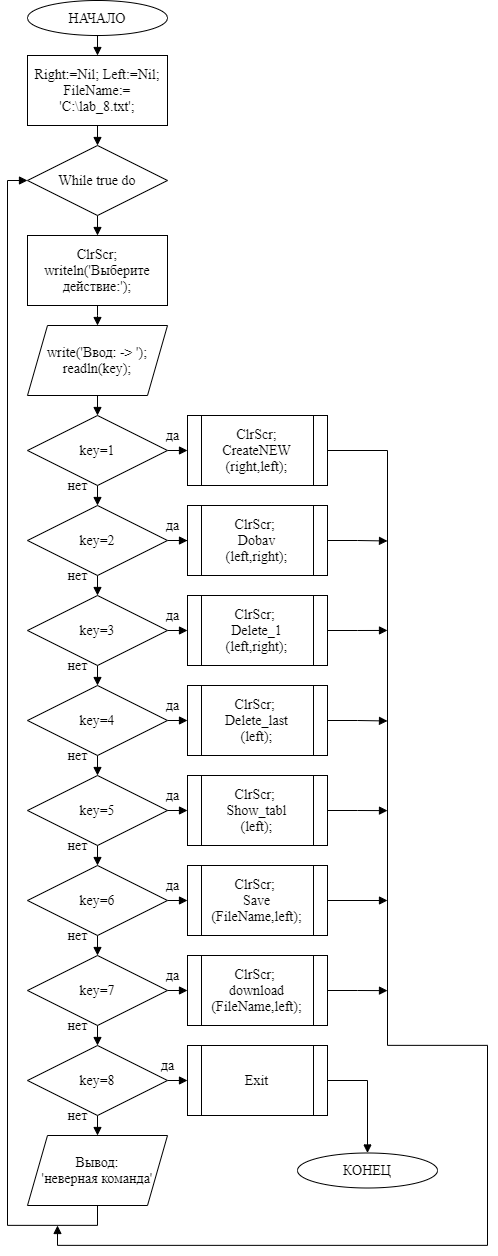 НАЧАЛО
Right:=Nil; Left:=Nil;
FileName:=
'C:\lab_8.txt';
While true do
ClrScr;
writeln('Выберите
действие:');
write('Ввод: -> ');
readln(key);
key=1
да
нет
ClrScr;
CreateNEW
(right,left);
key=2
да
нет
ClrScr;
Dobav
(left,right);
key=3
да
нет
ClrScr;
Delete_1
(left,right);
key=4
да
нет
ClrScr;
Delete_last
(left);
key=5
да
нет
ClrScr;
Show_tabl
(left);
key=6
да
нет
ClrScr;
Save
(FileName,left);
key=7
да
нет
ClrScr;
download
(FileName,left);
key=8
да
нет
Exit
Вывод:
'неверная команда'
КОНЕЦ